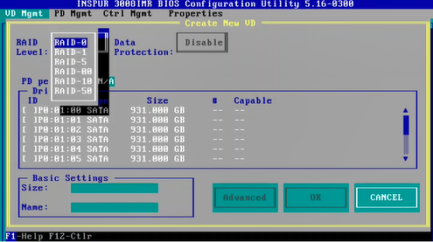 INSPUR 3008IMR BIOS Configuration Utility 5.16-0300
VD Mgmt PD Mgmt Ctrl Mgmt Properties
Create New VD
RAID Level:
RAID-0
RAID-1
RAID-5
RAID-00
RAID-10
RAID-50
Data Protection:
Disable
PD pe
N/A
Dri
ID Size # Capable
[ ]P0:01:00 SATA 931.000 GB -- --
[ ]P0:01:01 SATA 931.000 GB -- --
[ ]P0:01:02 SATA 931.000 GB -- --
[ ]P0:01:03 SATA 931.000 GB -- --
[ ]P0:01:04 SATA 931.000 GB -- --
[ ]P0:01:05 SATA 931.000 GB -- --
Basic Settings
Size:
Name:
Advanced
OK
CANCEL
F1-Help F12-Ctlr